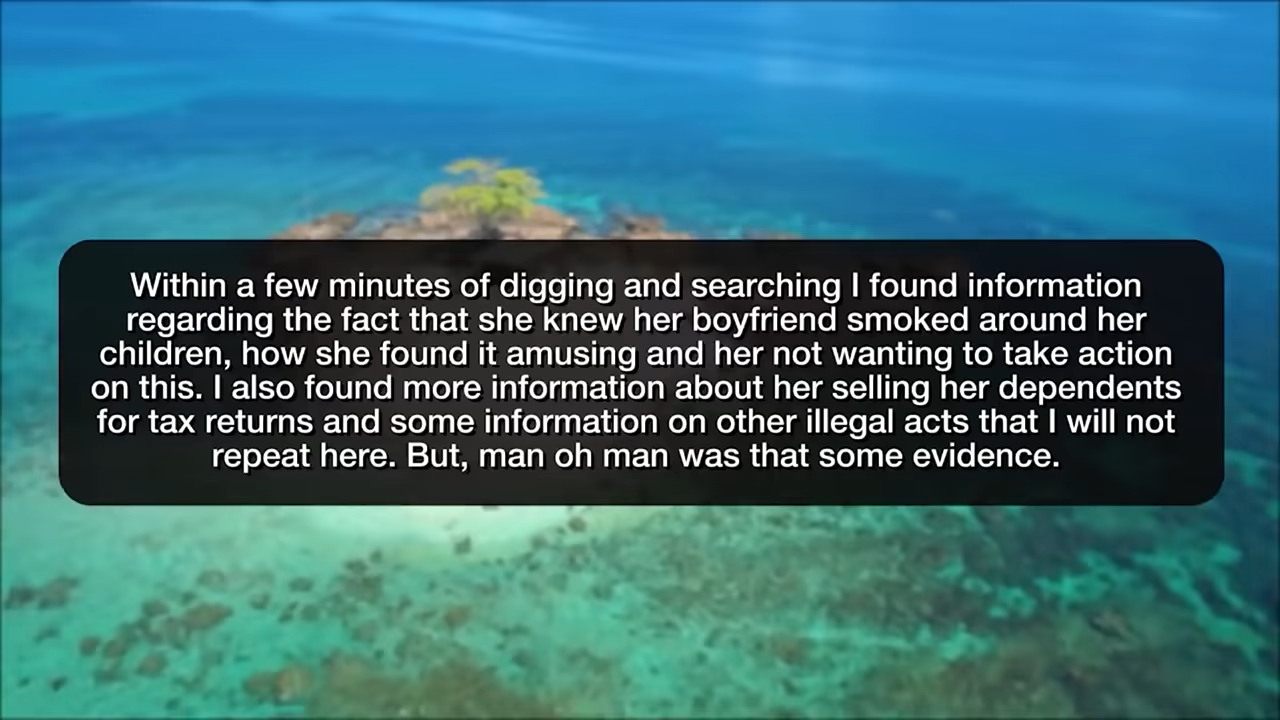 Within a few minutes of digging and searching I found information
regarding the fact that she knew her boyfriend smoked around her
children, how she found it amusing and her not wanting to take action
on this. I also found more information about her selling her dependents
for tax returns and some information on other illegal acts that I will not
repeat here. But, man oh man was that some evidence.